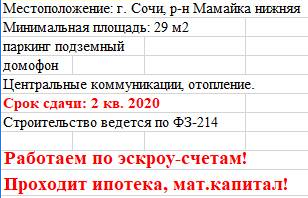 Местоположение: г. Сочи, р-н Мамайка нижняя
Минимальная площадь: 29 м2
паркинг подземный
домофон
Центральные коммуникации, отопление.
Срок сдачи: 2 кв. 2020
Строительство ведется по ФЗ-214
Работаем по эскроу-счетам!
Проходит ипотека, мат.капитал!